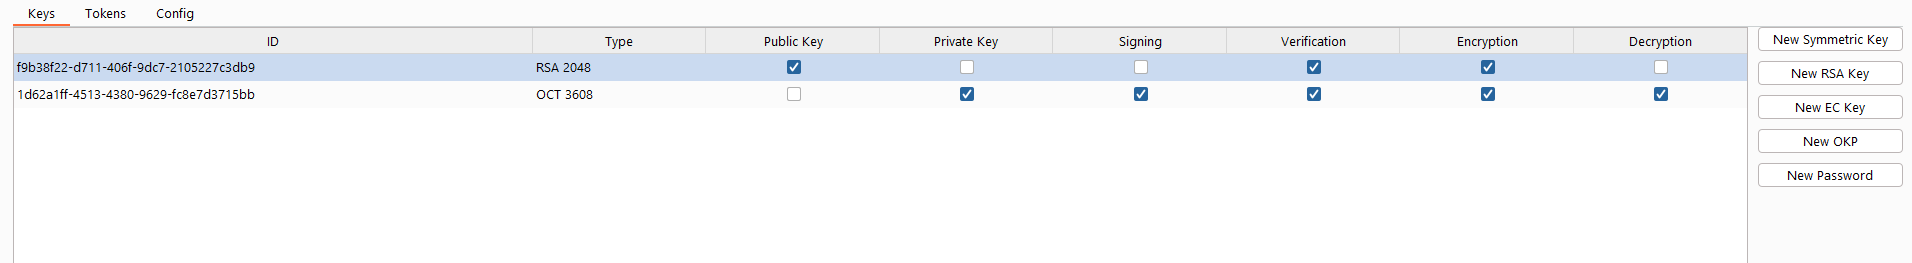 Keys Tokens Config
ID Type Public Key Private Key Signing Verification Encryption Decryption
f9b38f22-d711-406f-9dc7-2105227c3db9 RSA 2048
1d62a1ff-4513-4380-9629-fc8e7d3715bb OCT 3608
New Symmetric Key
New RSA Key
New EC Key
New OKP
New Password